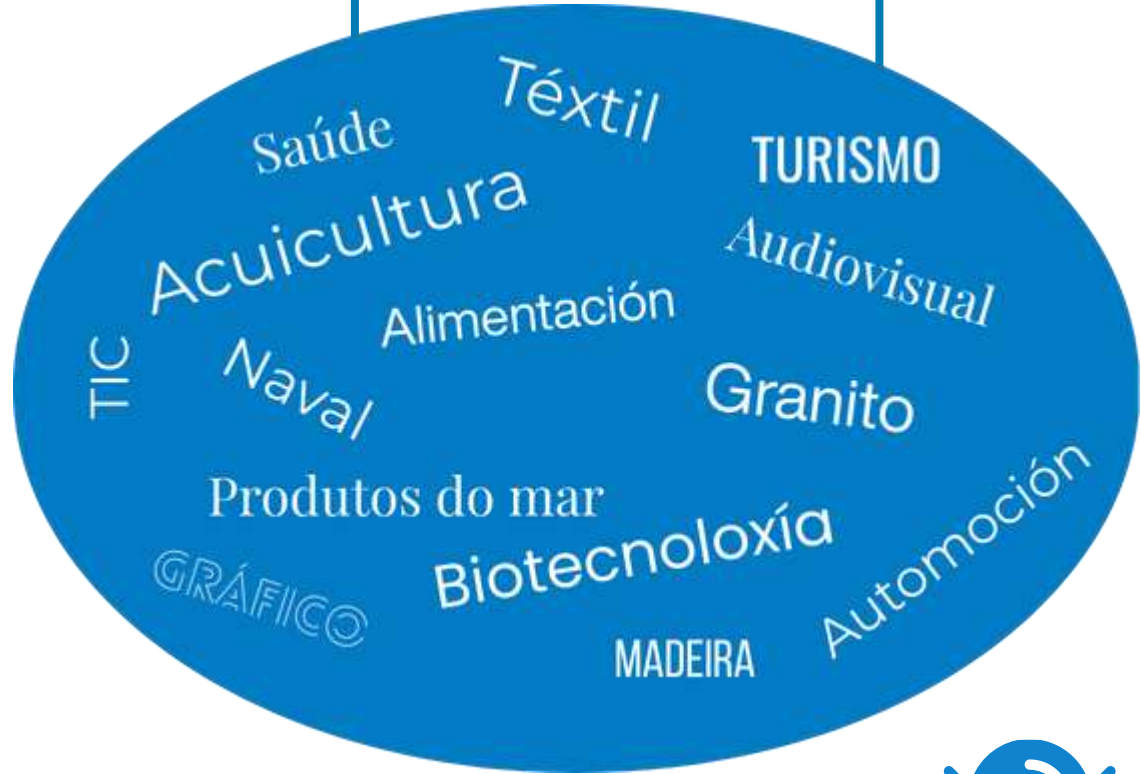 Téxtil
Saúde
TURISMO
Acuicultura
Audiovisual
Alimentación
TIC
Naval
Granito
Produtos do mar
Automoción
Biotecnoloxía
GRÁFICO
MADEIRA